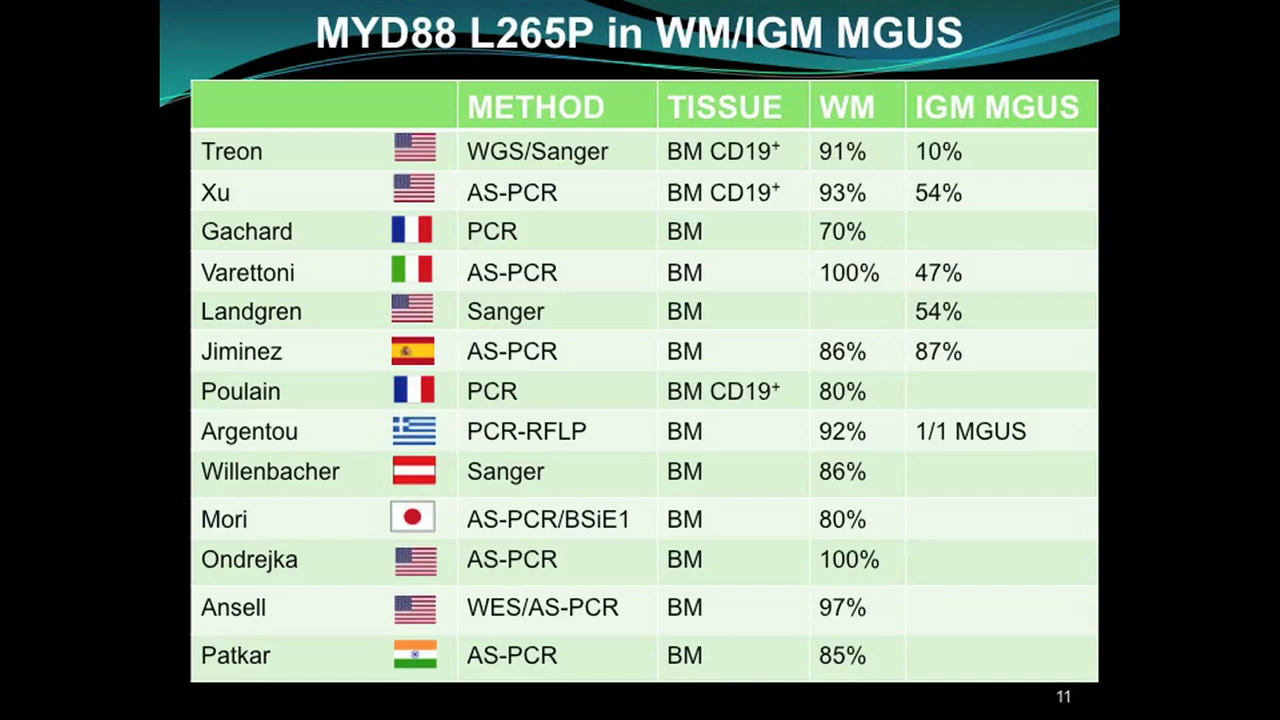 MYD88 L265P in WM/IGM MGUS
METHOD TISSUE WM IGM MGUS
Treon WGS/Sanger BM CD19⁺ 91% 10%
Xu AS-PCR BM CD19⁺ 93% 54%
Gachard PCR BM 70%
Varettoni AS-PCR BM 100% 47%
Landgren Sanger BM 54%
Jiminez AS-PCR BM 86% 87%
Poulain PCR BM CD19⁺ 80%
Argentou PCR-RFLP BM 92% 1/1 MGUS
Willenbacher Sanger BM 86%
Mori AS-PCR/BSiE1 BM 80%
Ondrejka AS-PCR BM 100%
Ansell WES/AS-PCR BM 97%
Patkar AS-PCR BM 85%
11